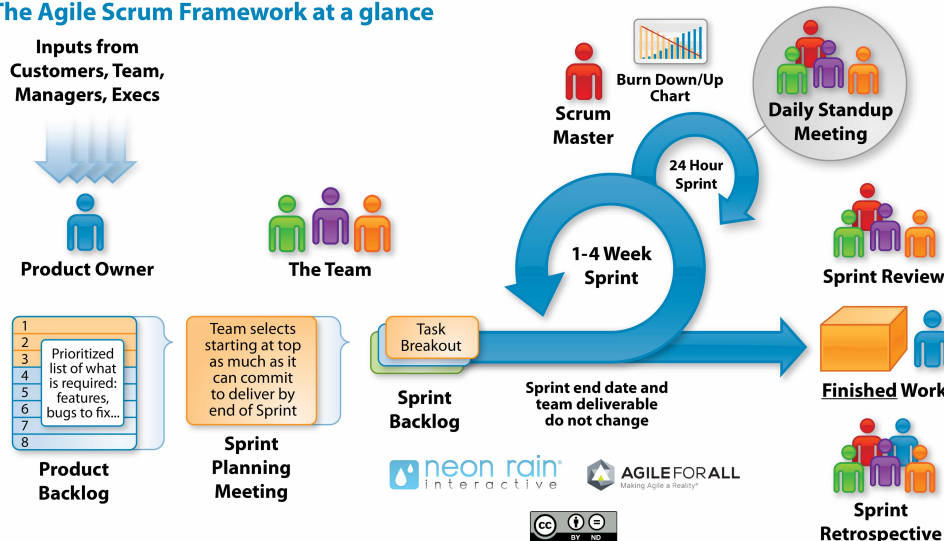 The Agile Scrum Framework at a glance
Inputs from
Customers, Team,
Managers, Execs
Product Owner
The Team
Scrum
Master
Burn Down/Up
Chart
Daily Standup
Meeting
24 Hour
Sprint
1-4 Week
Sprint
Sprint Review
1
2
3
4
5
6
7
8
Prioritized
list of what
is required:
features,
bugs to fix...
Product
Backlog
Team selects
starting at top
as much as it
can commit
to deliver by
end of Sprint
Sprint
Planning
Meeting
Task
Breakout
Sprint
Backlog
Sprint end date and
team deliverable
do not change
Finished Work
Sprint
Retrospective
neon rain®
interactive
AGILE FOR ALL
Making Agile a Reality®
cc
BY ND